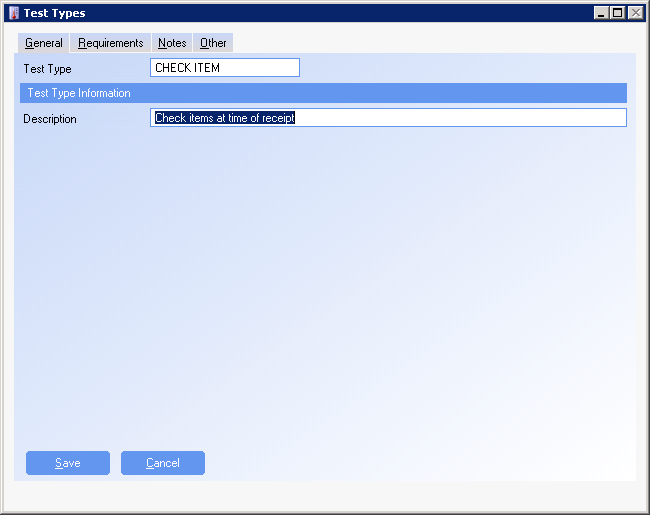 Test Types
General Requirements Notes Other
Test Type CHECK ITEM
Test Type Information
Description Check items at time of receipt
Save Cancel